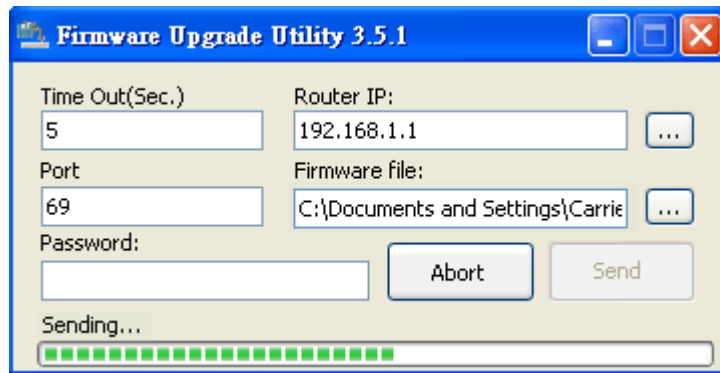 Firmware Upgrade Utility 3.5.1
Time Out(Sec.) Router IP:
5 192.168.1.1 ...
Port Firmware file:
69 C:\Documents and Settings\Carrie ...
Password:
Abort Send
Sending...